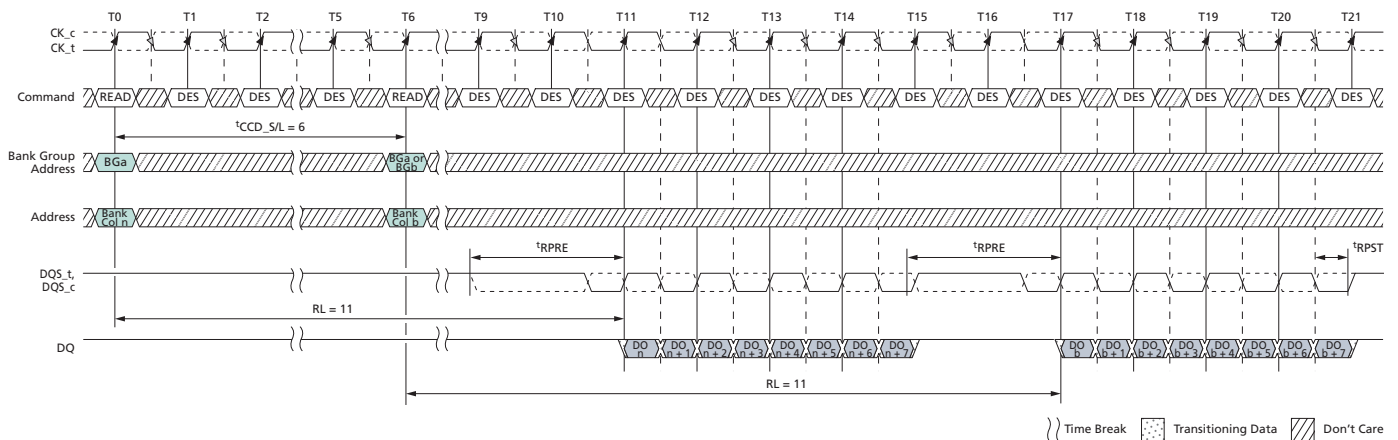 T0 T1 T2 T5 T6 T9 T10 T11 T12 T13 T14 T15 T16 T17 T18 T19 T20 T21
CK_c
CK_t
Command READ DES DES DES READ DES DES DES DES DES DES DES DES DES DES DES DES DES
tCCD_S/L = 6
Bank Group
Address
BGa
BGa or
BGb
Address
Bank
Col n
Bank
Col b
tRPRE tRPRE tRPST
DQS_t,
DQS_c
RL = 11
DQ
DO
n
DO
n + 1
DO
n + 2
DO
n + 3
DO
n + 4
DO
n + 5
DO
n + 6
DO
n + 7
DO
b
DO
b + 1
DO
b + 2
DO
b + 3
DO
b + 4
DO
b + 5
DO
b + 6
DO
b + 7
RL = 11
Time Break Transitioning Data Don't Care